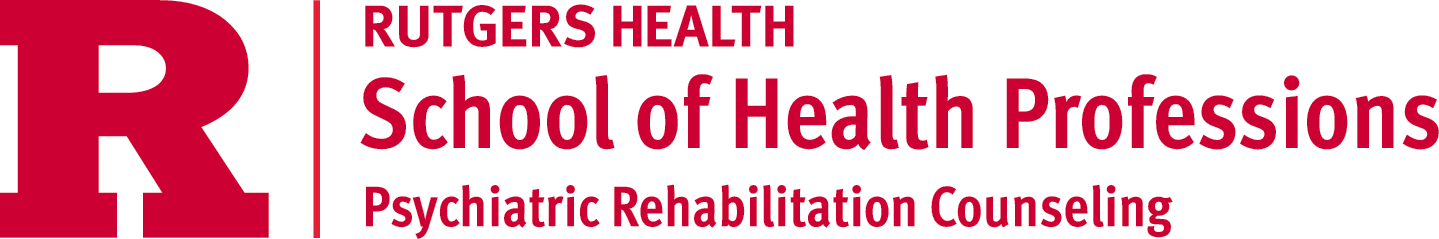 R
RUTGERS HEALTH
School of Health Professions
Psychiatric Rehabilitation Counseling